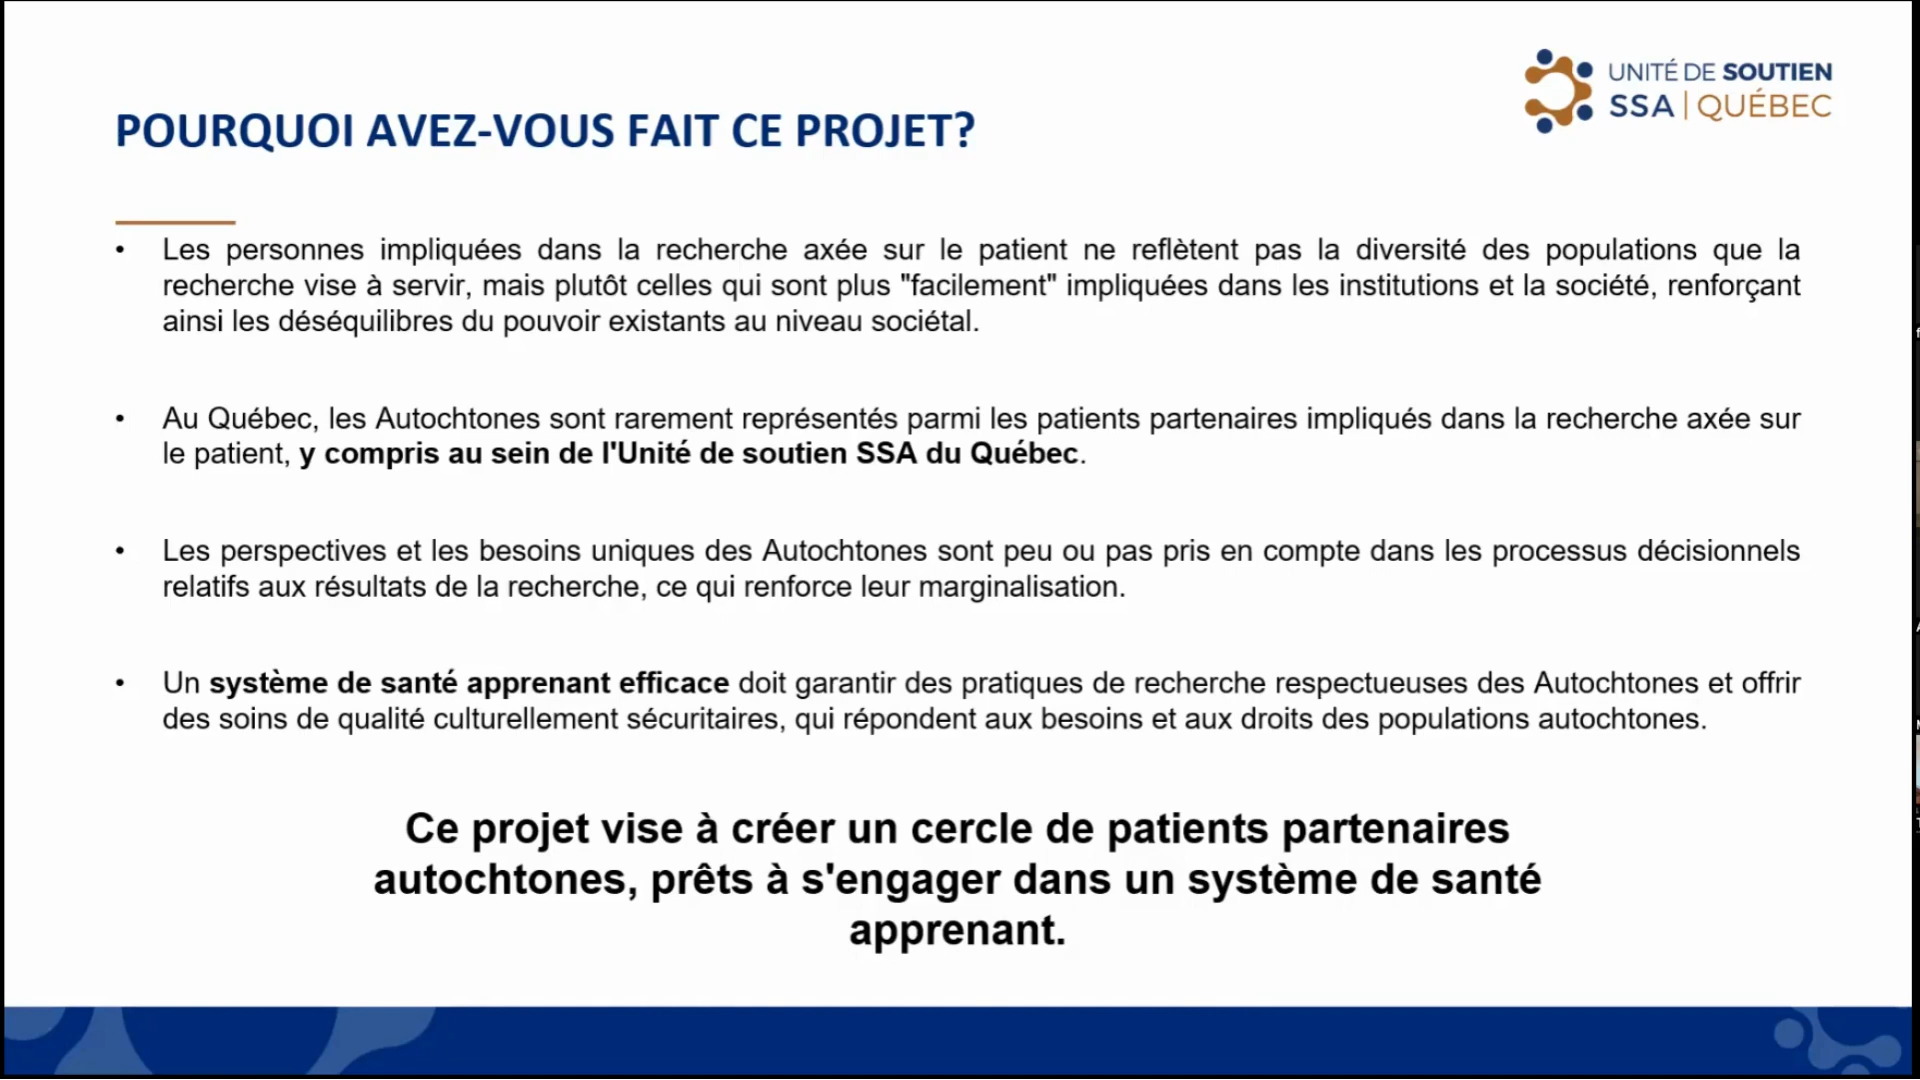 UNITÉ DE SOUTIEN
SSA | QUÉBEC
POURQUOI AVEZ-VOUS FAIT CE PROJET?
• Les personnes impliquées dans la recherche axée sur le patient ne reflètent pas la diversité des populations que la
recherche vise à servir, mais plutôt celles qui sont plus "facilement" impliquées dans les institutions et la société, renforçant
ainsi les déséquilibres du pouvoir existants au niveau sociétal.
• Au Québec, les Autochtones sont rarement représentés parmi les patients partenaires impliqués dans la recherche axée sur
le patient, y compris au sein de l'Unité de soutien SSA du Québec.
• Les perspectives et les besoins uniques des Autochtones sont peu ou pas pris en compte dans les processus décisionnels
relatifs aux résultats de la recherche, ce qui renforce leur marginalisation.
• Un système de santé apprenant efficace doit garantir des pratiques de recherche respectueuses des Autochtones et offrir
des soins de qualité culturellement sécuritaires, qui répondent aux besoins et aux droits des populations autochtones.
Ce projet vise à créer un cercle de patients partenaires
autochtones, prêts à s'engager dans un système de santé
apprenant.